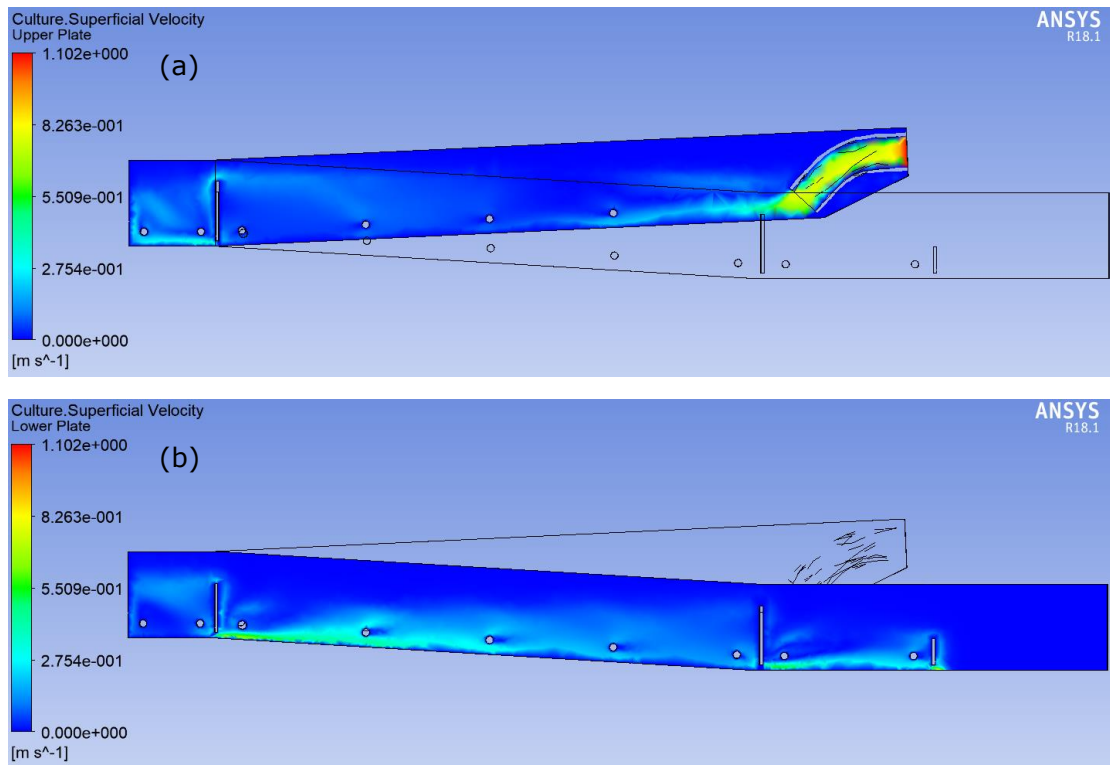 Culture.Superficial Velocity
Upper Plate
ANSYS
R18.1
1.102e+000
(a)
8.263e-001
5.509e-001
2.754e-001
0.000e+000
[m s^-1]
Culture.Superficial Velocity
Lower Plate
ANSYS
R18.1
1.102e+000
(b)
8.263e-001
5.509e-001
2.754e-001
0.000e+000
[m s^-1]